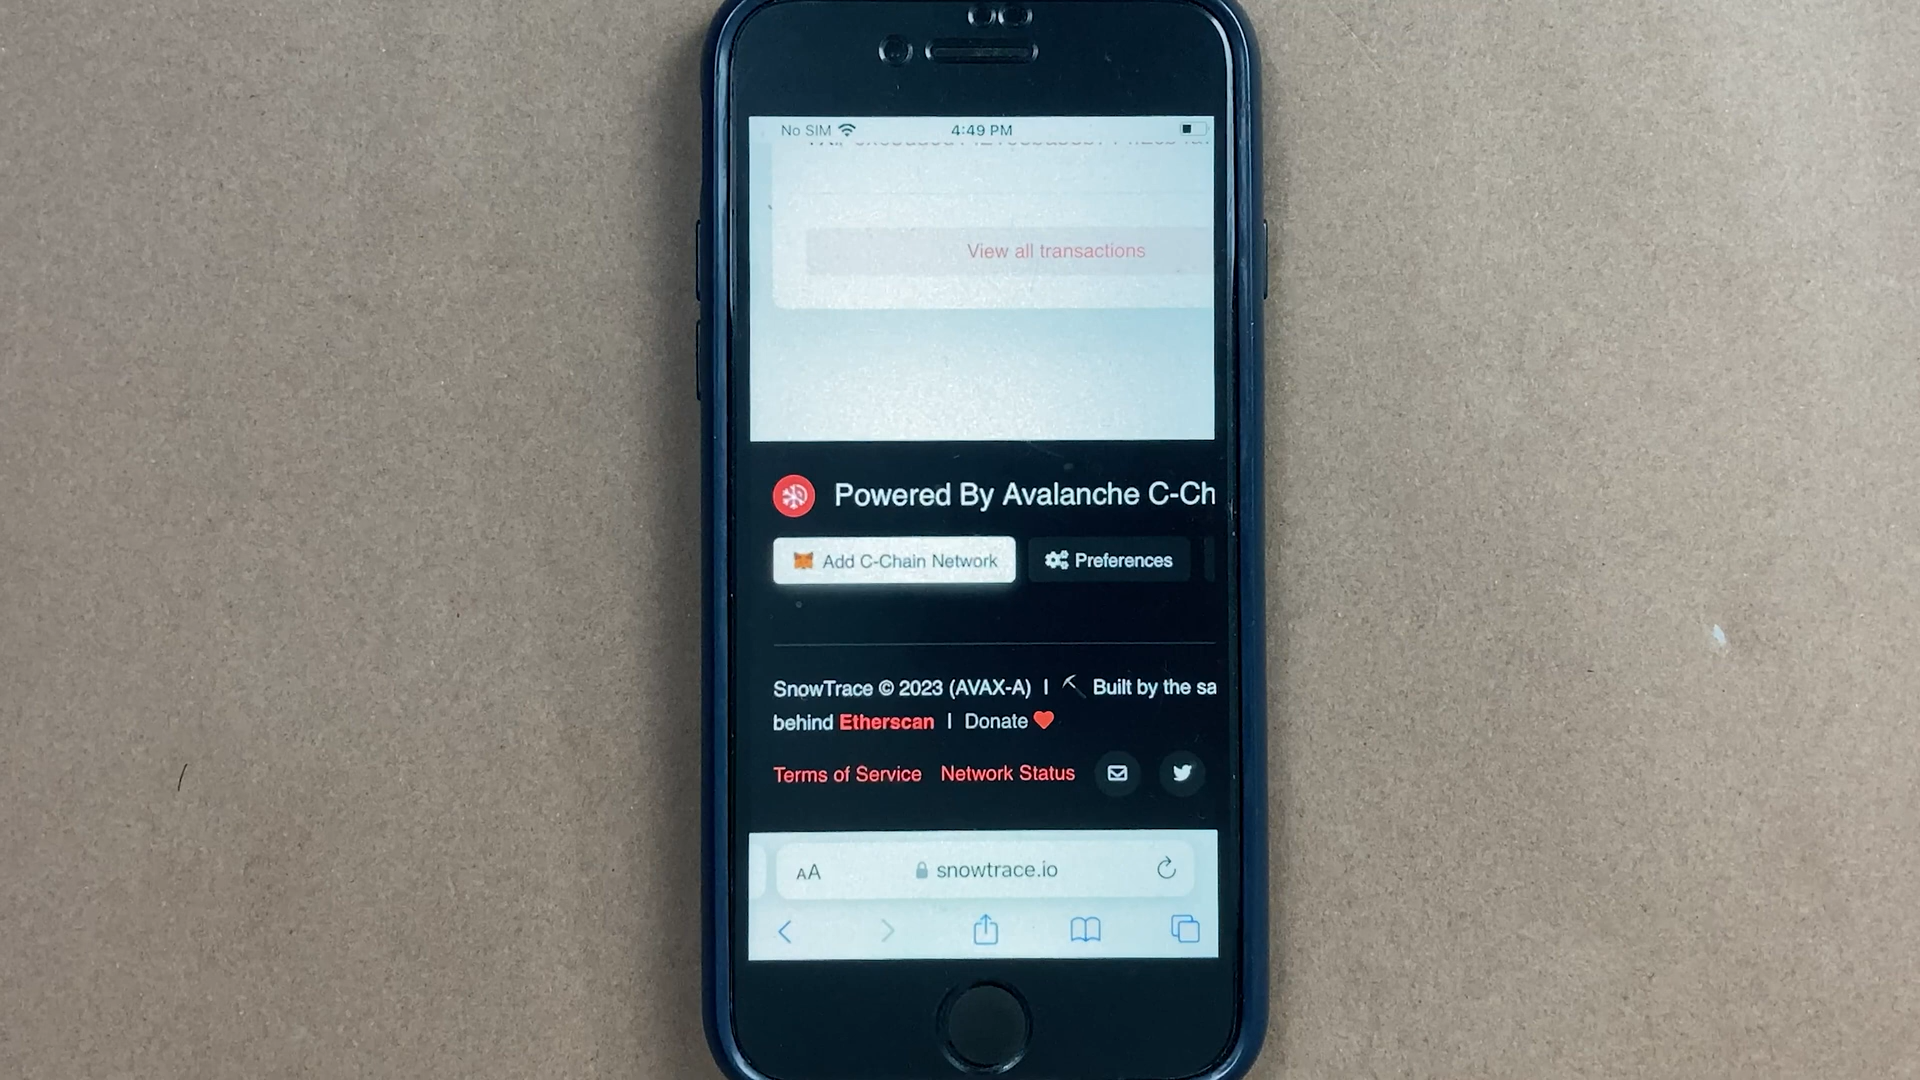 No SIM 4:49 PM
View all transactions
Powered By Avalanche C-Ch
Add C-Chain Network Preferences
SnowTrace © 2023 (AVAX-A) | Built by the sa
behind Etherscan | Donate
Terms of Service Network Status
AA snowtrace.io